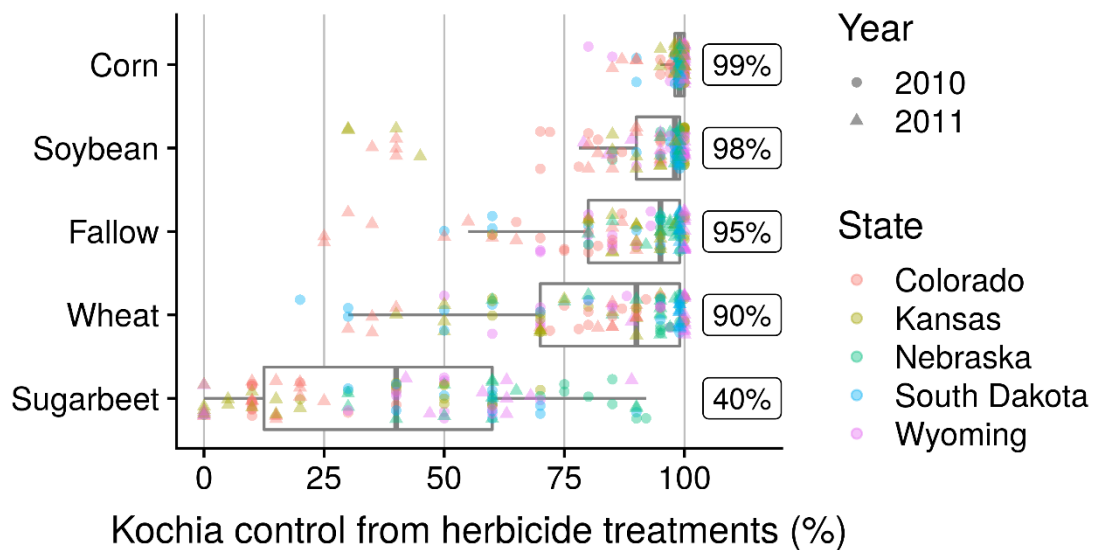 Corn
99%
Soybean
98%
Fallow
95%
Wheat
90%
Sugarbeet
40%
0 25 50 75 100
Kochia control from herbicide treatments (%)
Year
2010
2011
State
Colorado
Kansas
Nebraska
South Dakota
Wyoming